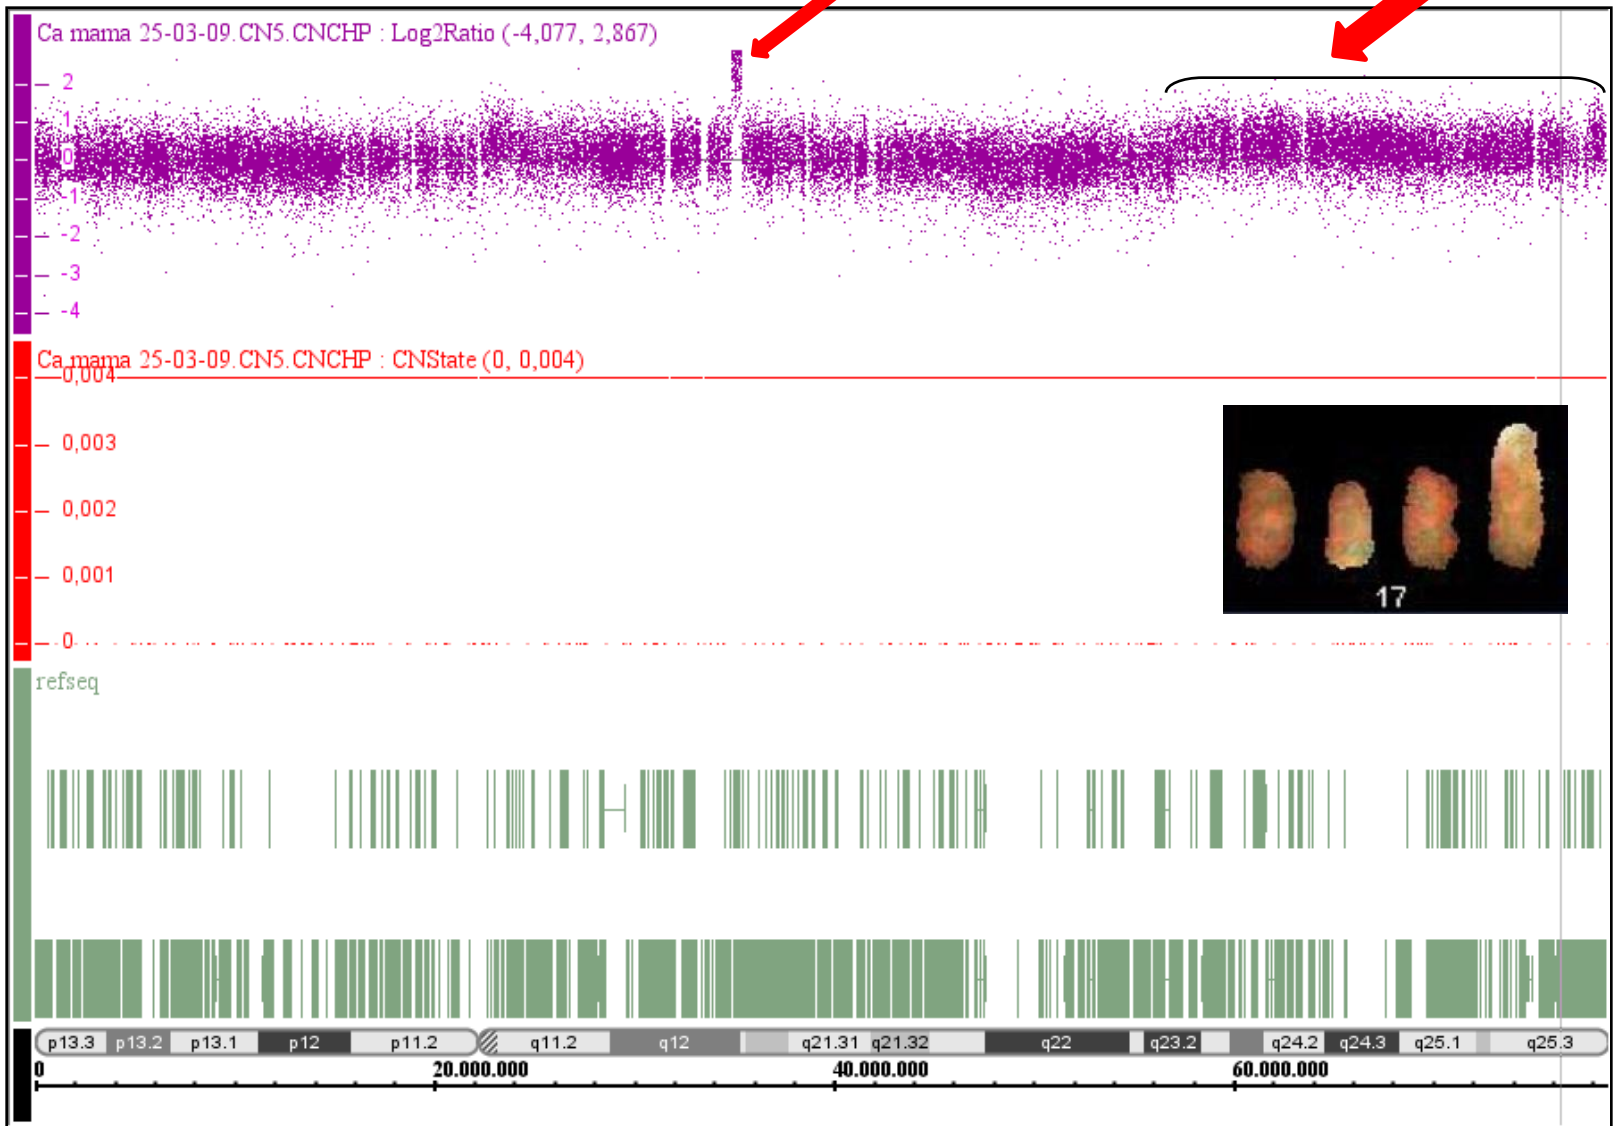 Ca mama 25-03-09.CN5.CNCHP : Log2Ratio (-4,077, 2,867)
2
1
0
-1
-2
-3
-4
Ca mama 25-03-09.CN5.CNCHP : CNState (0, 0,004)
0,004
0,003
0,002
0,001
0
17
refseq
p13.3 p13.2 p13.1 p12 p11.2 q11.2 q12 q21.31 q21.32 q22 q23.2 q24.2 q24.3 q25.1 q25.3
0 20.000.000 40.000.000 60.000.000